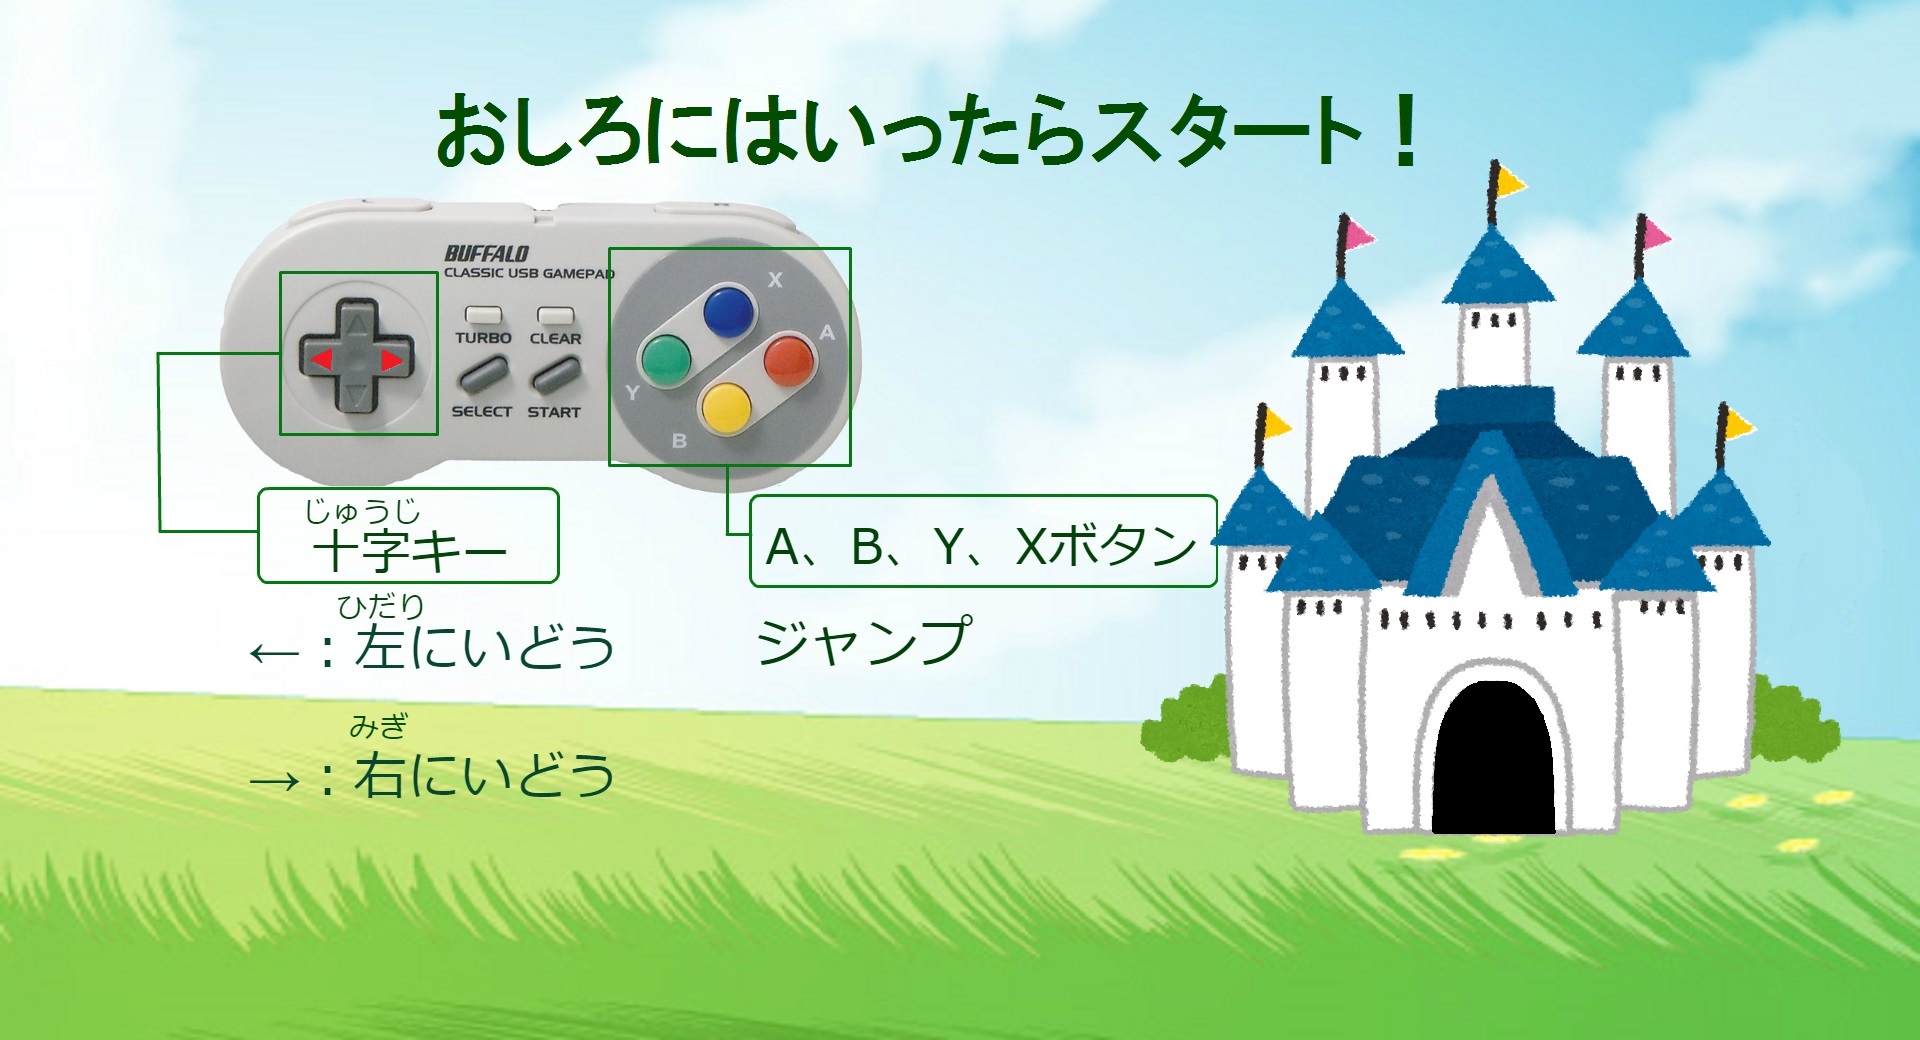 おしろにはいったらスタート！
BUFFALO
CLASSIC USB GAMEPAD
X
A
TURBO CLEAR
Y
SELECT START
B
じゅうじ
十字キー
A、B、Y、Xボタン
ひだり
←：左にいどう
ジャンプ
みぎ
→：右にいどう